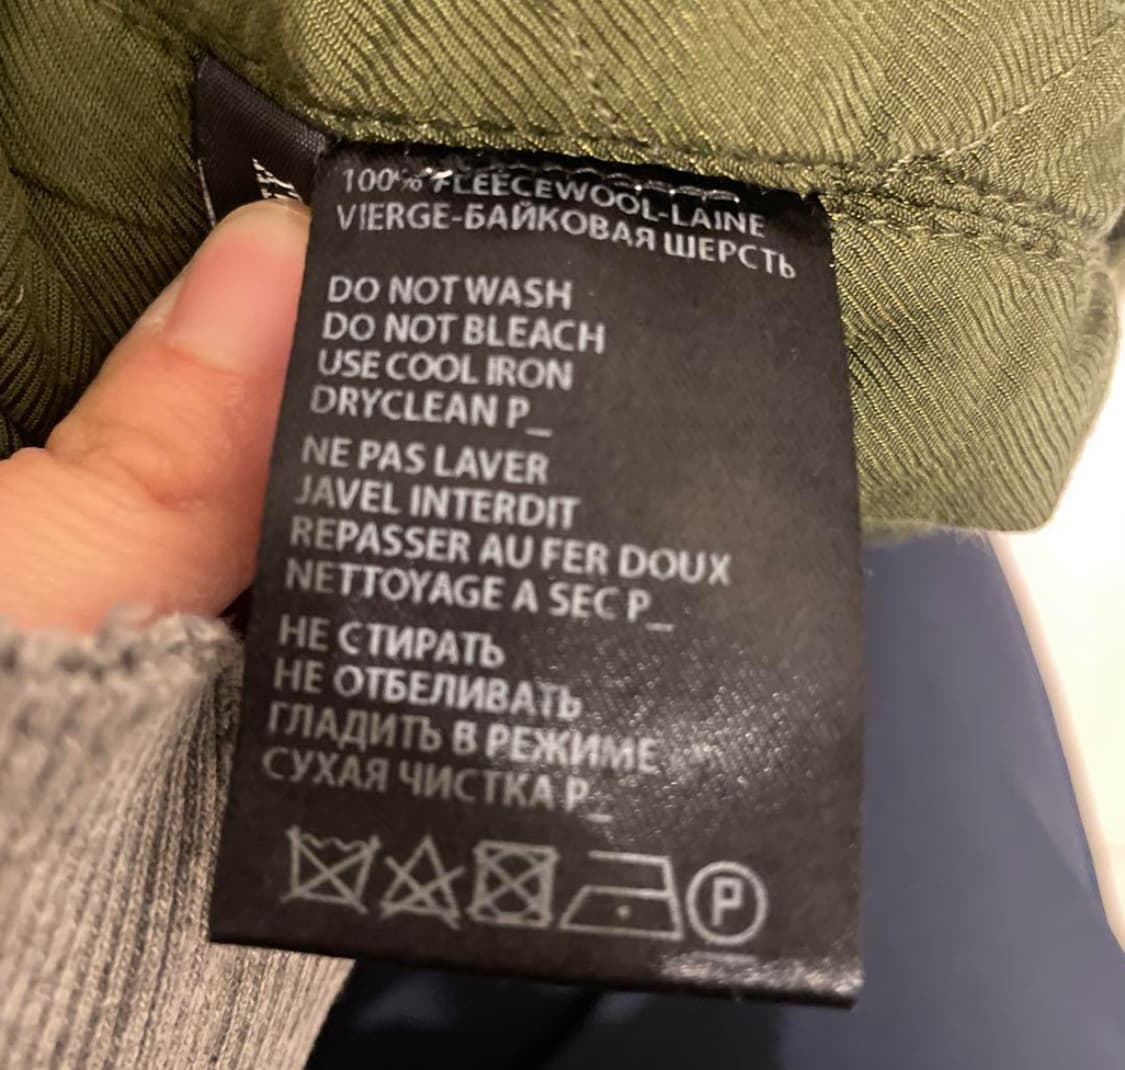 100% FLEECEWOOL-LAINE
VIERGE-БАЙКОВАЯ ШЕРСТЬ
DO NOT WASH
DO NOT BLEACH
USE COOL IRON
DRYCLEAN P_
NE PAS LAVER
JAVEL INTERDIT
REPASSER AU FER DOUX
NETTOYAGE A SEC P_
НЕ СТИРАТЬ
НЕ ОТБЕЛИВАТЬ
ГЛАДИТЬ В РЕЖИМЕ
СУХАЯ ЧИСТКА P_
P